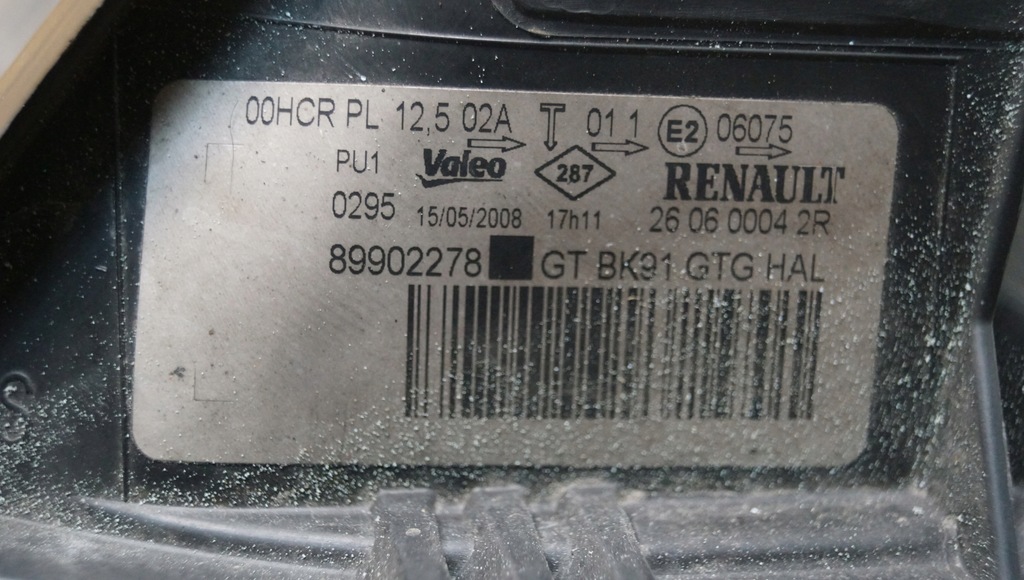 00HCR PL 12,5 02A T 01 1 E2 06075
PU1 Valeo 287 RENAULT
0295 15/05/2008 17h11 26 06 0004 2R
89902278 GT BK91 GTG HAL